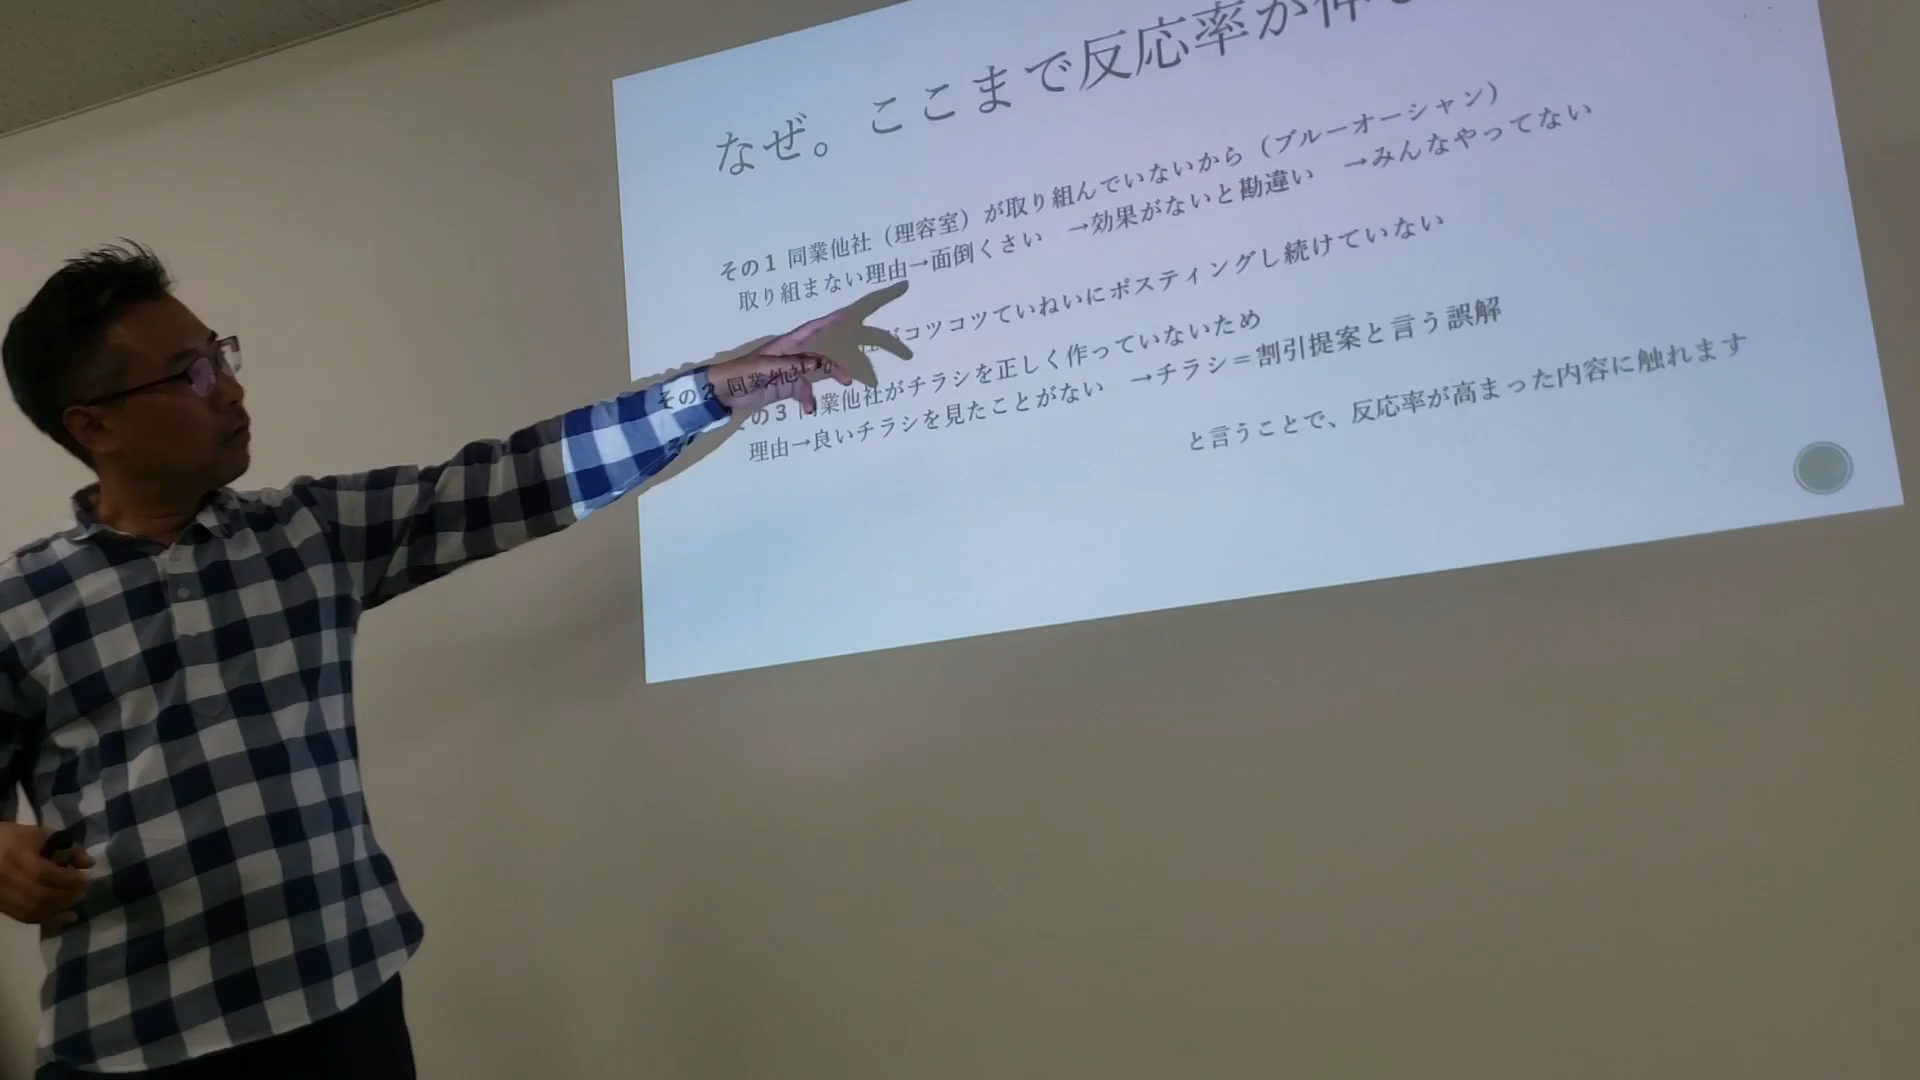 なぜ。ここまで反応率が伸
その１ 同業他社（理容室）が取り組んでいないから（ブルーオーシャン）
取り組まない理由→面倒くさい　→効果がないと勘違い　→みんなやってない
その２ 同業他社がコツコツていねいにポスティングし続けていない
その３ 同業他社がチラシを正しく作っていないため
理由→良いチラシを見たことがない　→チラシ＝割引提案と言う誤解
と言うことで、反応率が高まった内容に触れます